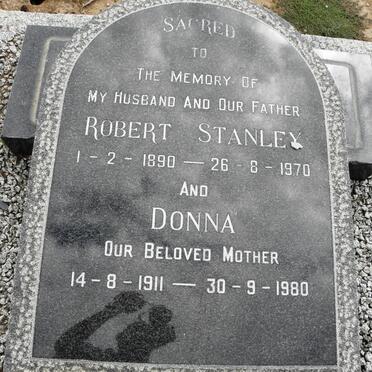 SACRED
TO
THE MEMORY OF
MY HUSBAND AND OUR FATHER
ROBERT STANLEY
1-2-1890 — 26-8-1970
AND
DONNA
OUR BELOVED MOTHER
14-8-1911 — 30-9-1980